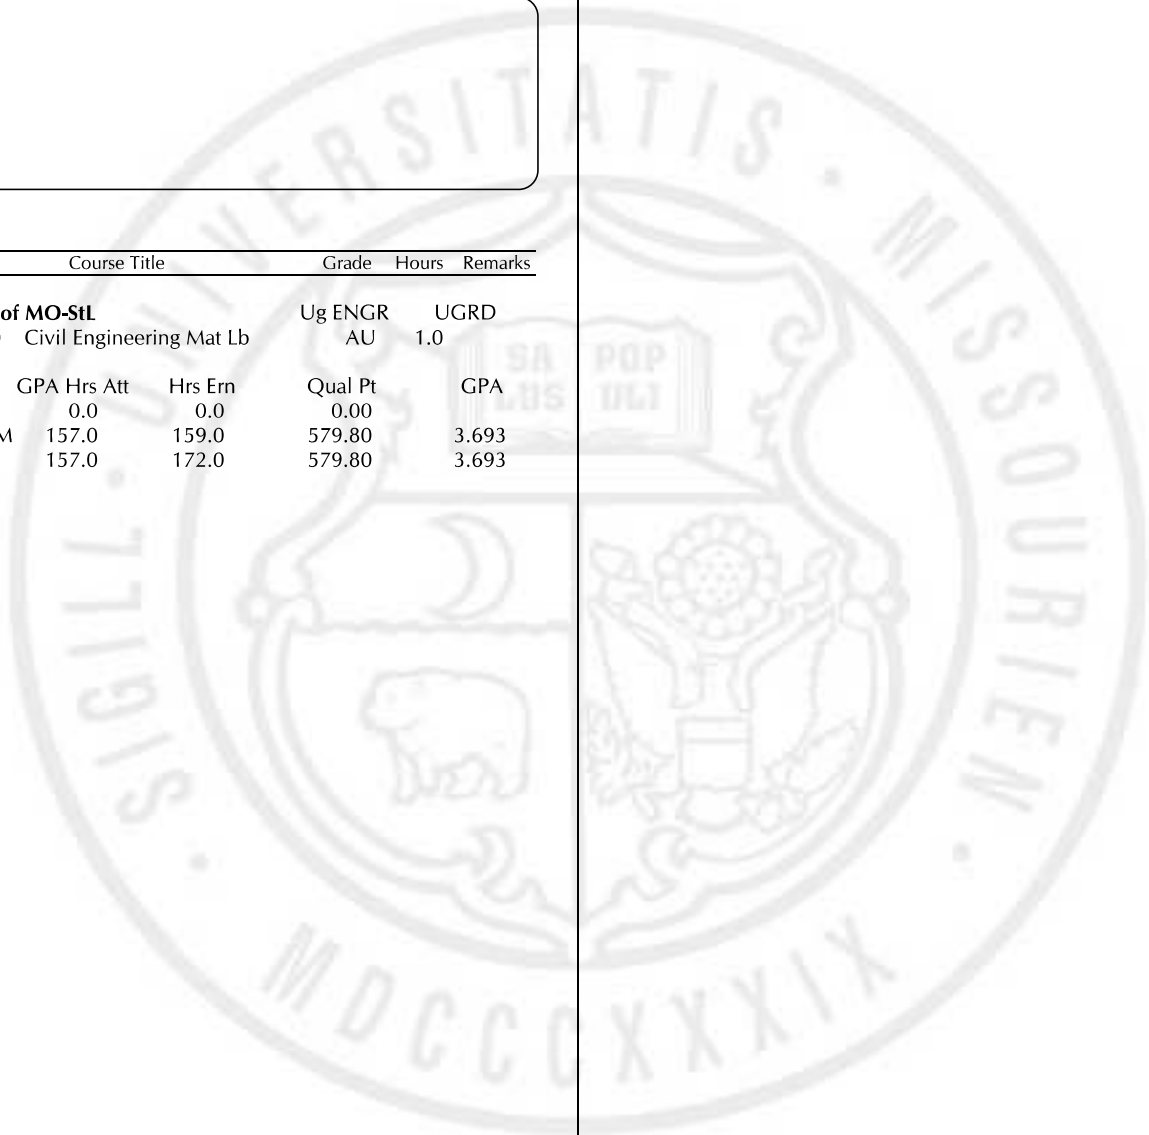 Course Title Grade Hours Remarks
of MO-StL Ug ENGR UGRD
Civil Engineering Mat Lb AU 1.0
GPA Hrs Att Hrs Ern Qual Pt GPA
0.0 0.0 0.00
M 157.0 159.0 579.80 3.693
157.0 172.0 579.80 3.693
SIGILL · UNIVERSITATIS · MISSOURIEN ·
SA POP
LUS ULI
MDCCCXXXIX